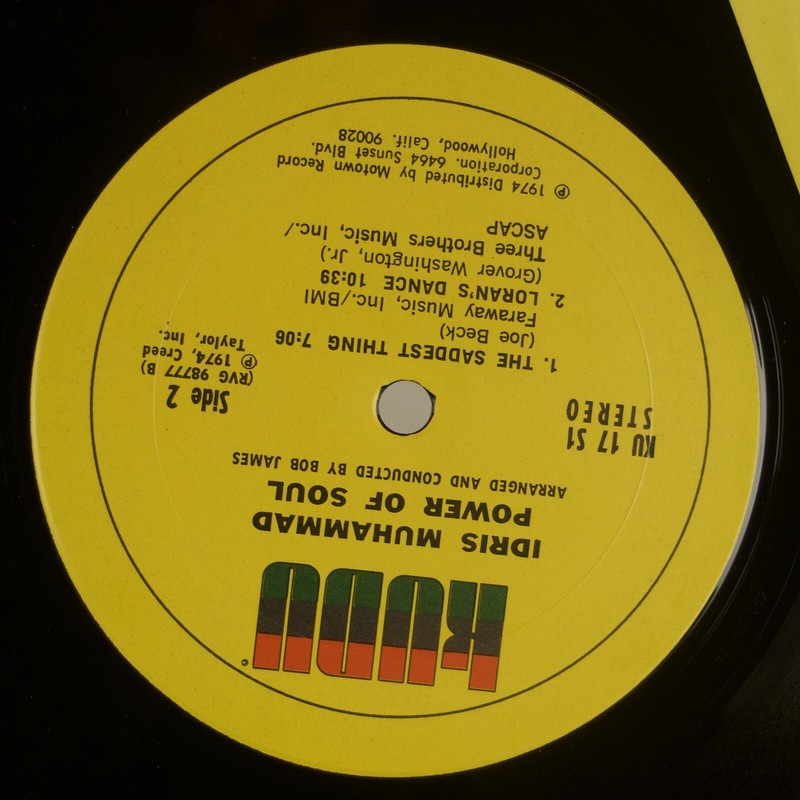 KUDU
IDRIS MUHAMMAD
POWER OF SOUL
ARRANGED AND CONDUCTED BY BOB JAMES
KU 17 S1
STEREO
Side 2
(RVG 98777 B)
℗ 1974, Creed
Taylor, Inc.
1. THE SADDEST THING 7:06
(Joe Beck)
Faraway Music, Inc./BMI
2. LORAN'S DANCE 10:39
(Grover Washington, Jr.)
Three Brothers Music, Inc./
ASCAP
℗ 1974 Distributed by Motown Record
Corporation. 6464 Sunset Blvd.
Hollywood, Calif. 90028